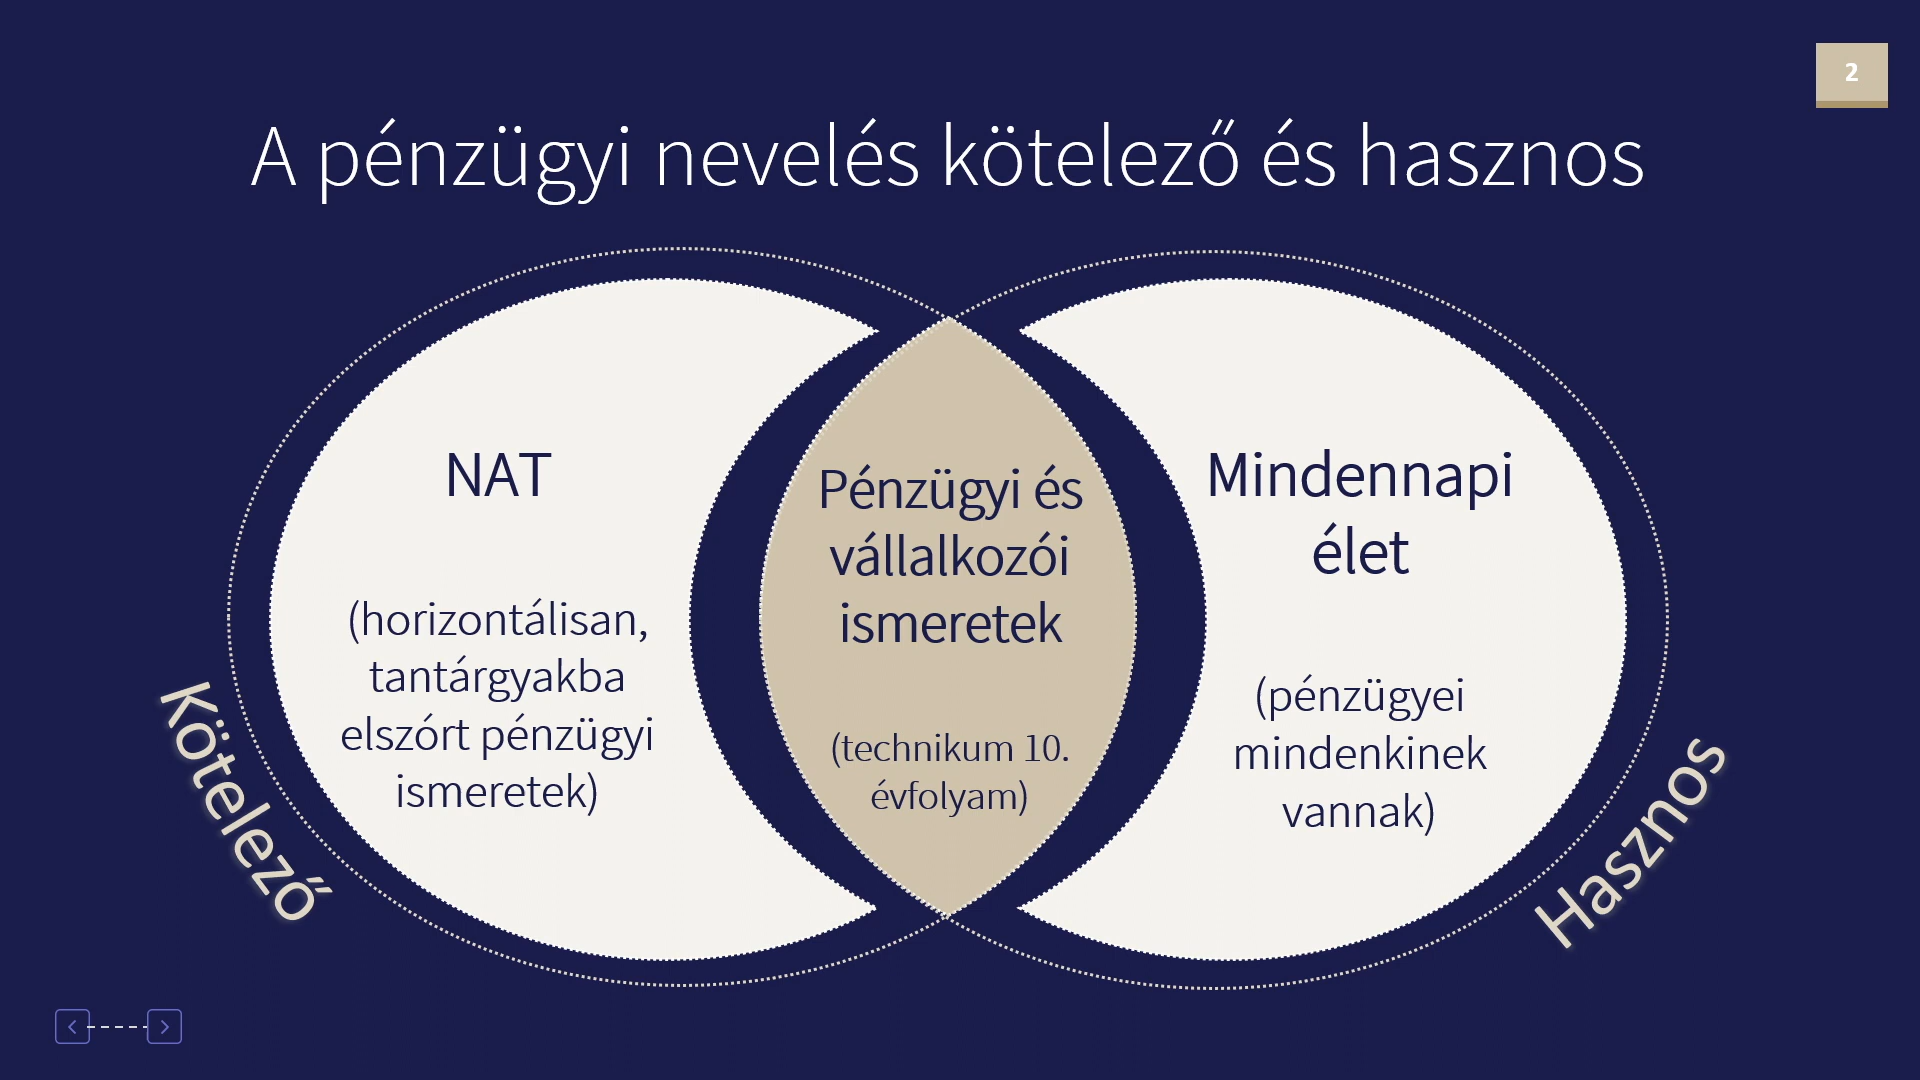 2
A pénzügyi nevelés kötelező és hasznos
NAT
(horizontálisan,
tantárgyakba
elszórt pénzügyi
ismeretek)
Kötelező
Pénzügyi és
vállalkozói
ismeretek
(technikum 10.
évfolyam)
Mindennapi
élet
(pénzügyei
mindenkinek
vannak)
Hasznos